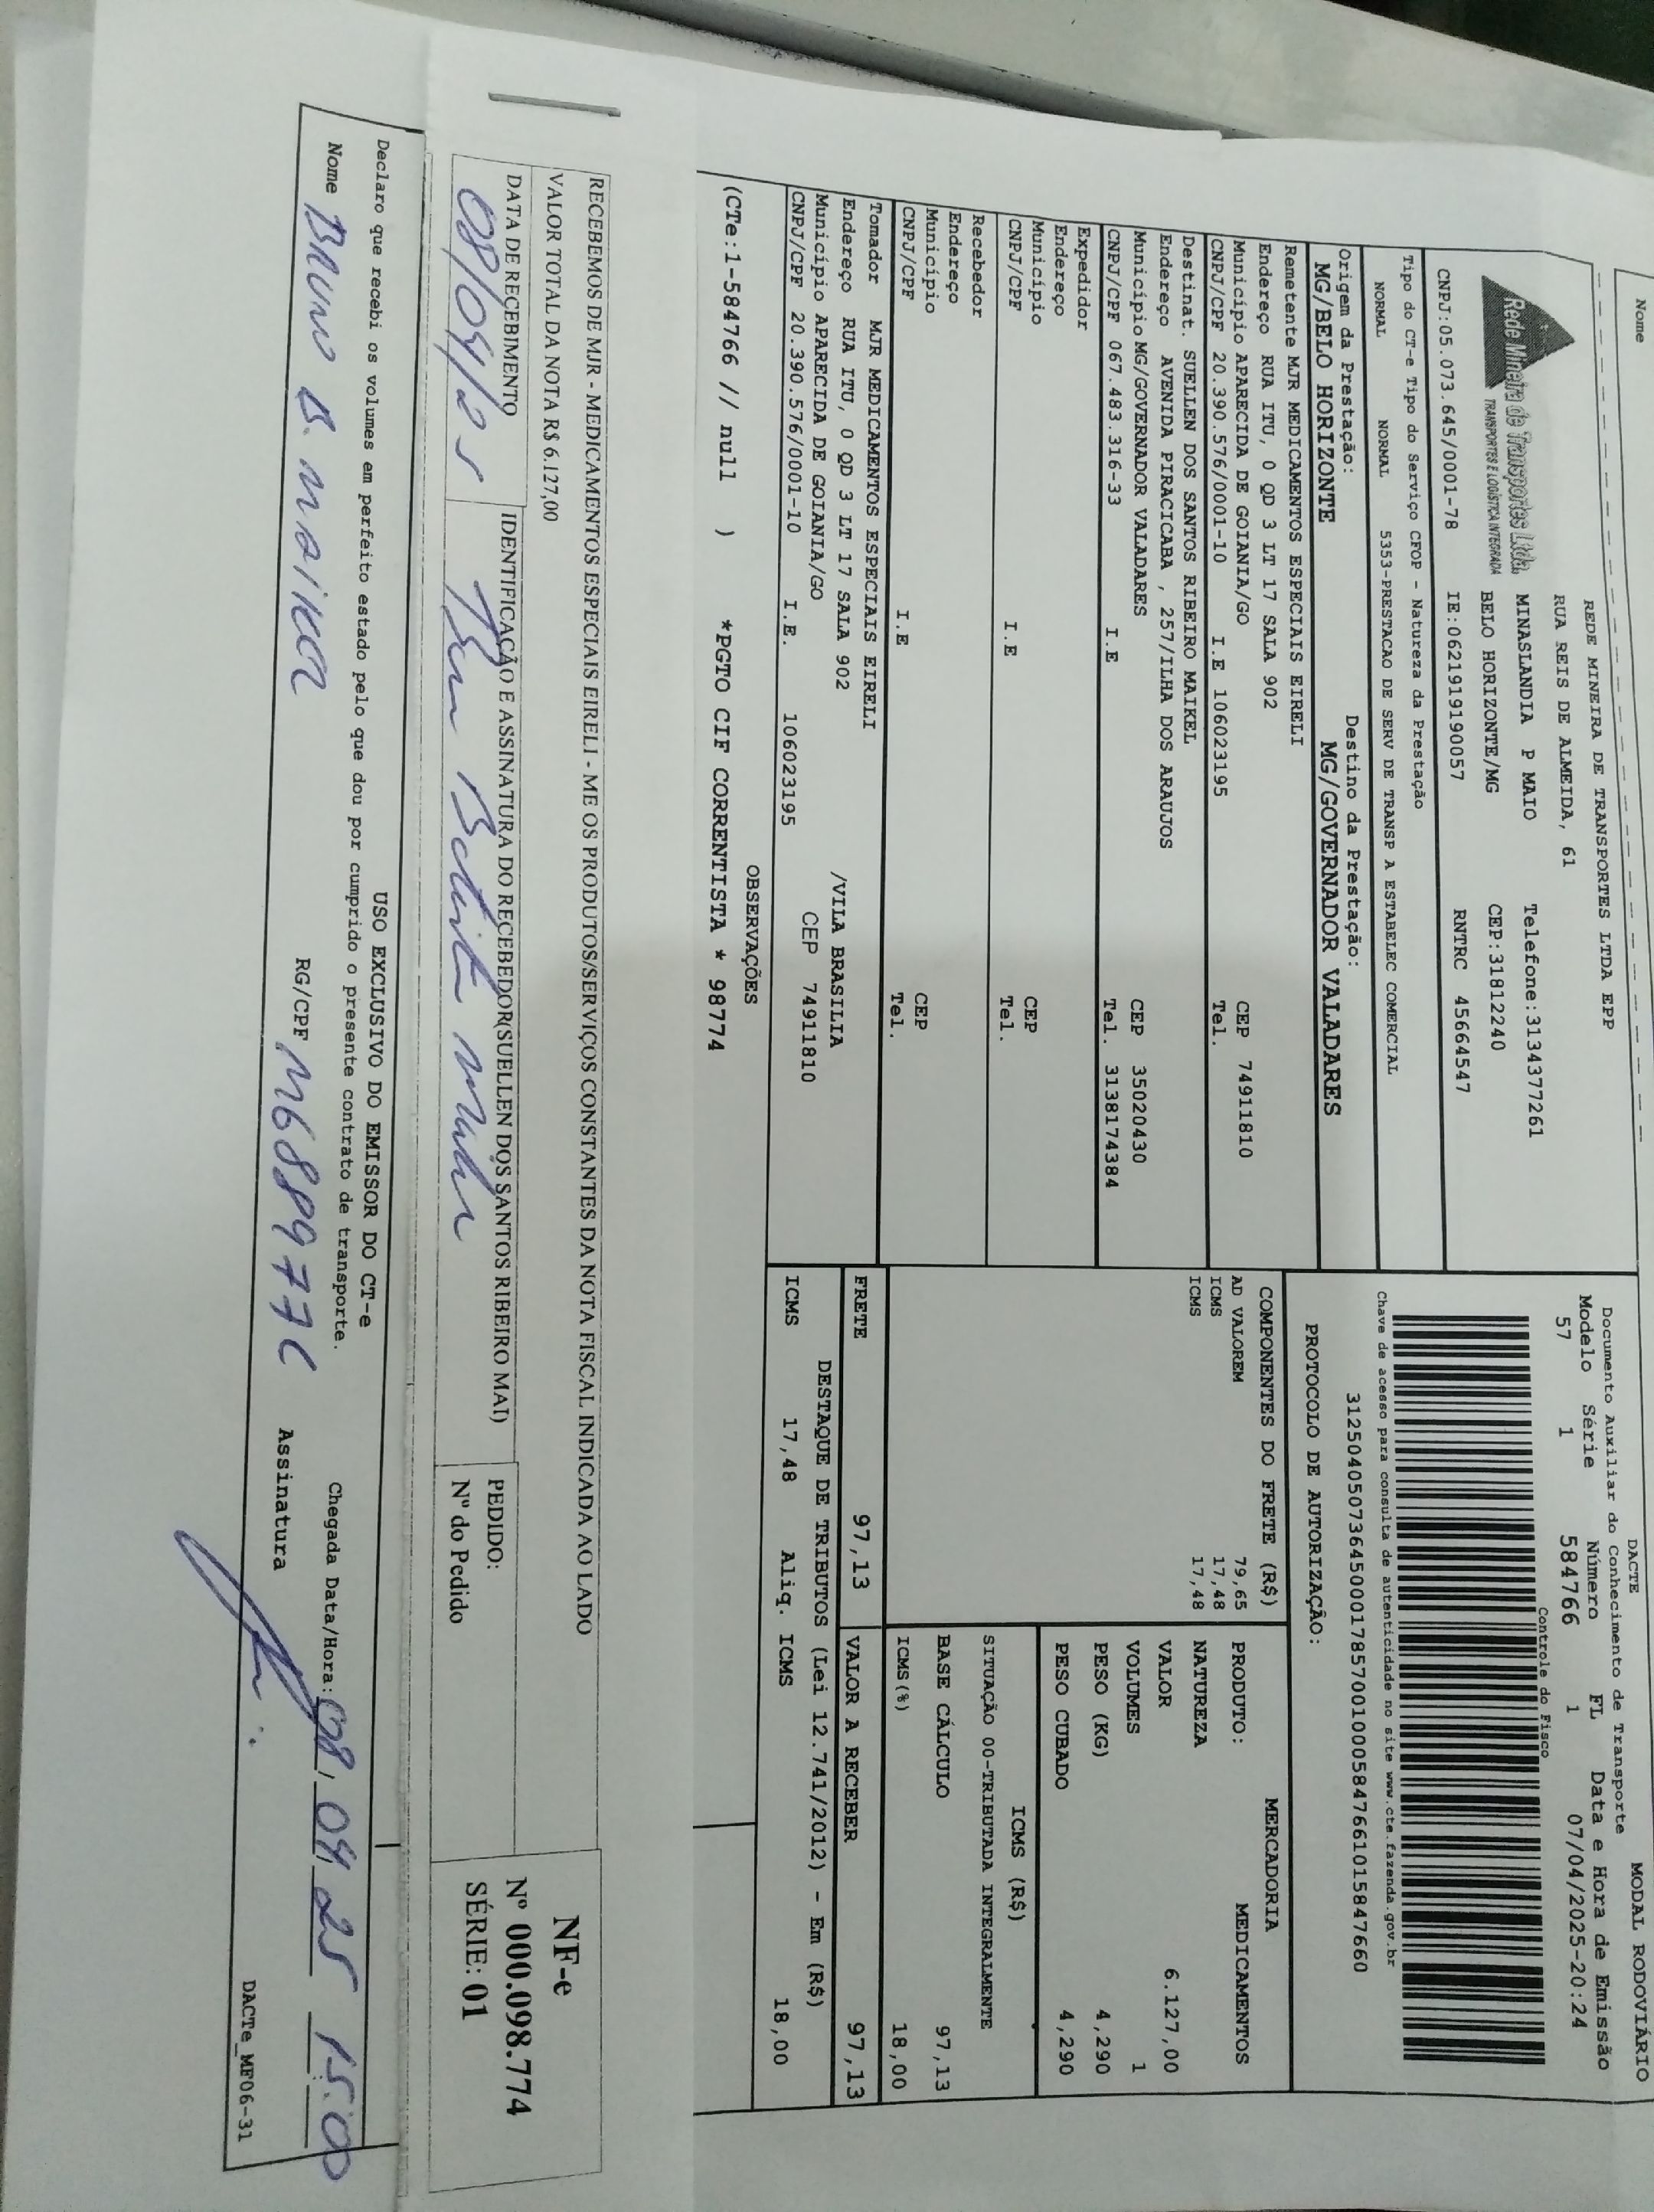 Nome
REDE MINEIRA DE TRANSPORTES LTDA EPP
RUA REIS DE ALMEIDA, 61
MINASLANDIA P MAIO Telefone:3134377261
BELO HORIZONTE/MG CEP:31812240
Rede Mineira de Transportes Ltda.
TRANSPORTES E LOGÍSTICA INTEGRADA
CNPJ:05.073.645/0001-78 IE:0621919190057 RNTRC 45664547
Tipo do CT-e Tipo do Serviço CFOP - Natureza da Prestação
NORMAL NORMAL 5353-PRESTACAO DE SERV DE TRANSP A ESTABELEC COMERCIAL
Origem da Prestação: Destino da Prestação:
MG/BELO HORIZONTE MG/GOVERNADOR VALADARES
Remetente MJR MEDICAMENTOS ESPECIAIS EIRELI
Endereço RUA ITU, 0 QD 3 LT 17 SALA 902
Município APARECIDA DE GOIANIA/GO CEP 74911810
CNPJ/CPF 20.390.576/0001-10 I.E 106023195 Tel.
Destinat. SUELLEN DOS SANTOS RIBEIRO MAIKEL
Endereço AVENIDA PIRACICABA , 257/ILHA DOS ARAUJOS
Município MG/GOVERNADOR VALADARES CEP 35020430
CNPJ/CPF 067.483.316-33 I.E Tel. 3138174384
Expedidor
Endereço
Município CEP
CNPJ/CPF I.E Tel.
Recebedor
Endereço
Município CEP
CNPJ/CPF I.E Tel.
Tomador MJR MEDICAMENTOS ESPECIAIS EIRELI
Endereço RUA ITU, 0 QD 3 LT 17 SALA 902 /VILA BRASILIA
Município APARECIDA DE GOIANIA/GO CEP 74911810
CNPJ/CPF 20.390.576/0001-10 I.E. 106023195
OBSERVAÇÕES
(CTe:1-584766 // null ) *PGTO CIF CORRENTISTA * 98774
MODAL RODOVIÁRIO
DACTE
Documento Auxiliar do Conhecimento de Transporte
Modelo Série Número FL Data e Hora de Emissão
57 1 584766 1 07/04/2025-20:24
Controle do Fisco
Chave de acesso para consulta de autenticidade no site www.cte.fazenda.gov.br
31250405073645000178570010005847661015847660
PROTOCOLO DE AUTORIZAÇÃO:
COMPONENTES DO FRETE (R$)
AD VALOREM 79,65
ICMS 17,48
ICMS 17,48
MERCADORIA
PRODUTO: MEDICAMENTOS
NATUREZA
VALOR 6.127,00
VOLUMES 1
PESO (KG) 4,290
PESO CUBADO 4,290
ICMS (R$)
SITUAÇÃO 00-TRIBUTADA INTEGRALMENTE
BASE CÁLCULO 97,13
ICMS(%) 18,00
FRETE 97,13 VALOR A RECEBER 97,13
DESTAQUE DE TRIBUTOS (Lei 12.741/2012) - Em (R$)
ICMS 17,48 Aliq. ICMS 18,00
RECEBEMOS DE MJR - MEDICAMENTOS ESPECIAIS EIRELI - ME OS PRODUTOS/SERVIÇOS CONSTANTES DA NOTA FISCAL INDICADA AO LADO
VALOR TOTAL DA NOTA R$ 6.127,00
DATA DE RECEBIMENTO IDENTIFICAÇÃO E ASSINATURA DO RECEBEDOR(SUELLEN DOS SANTOS RIBEIRO MAI)
08/04/25
PEDIDO:
Nº do Pedido
NF-e
Nº 000.098.774
SÉRIE: 01
USO EXCLUSIVO DO EMISSOR DO CT-e
Declaro que recebi os volumes em perfeito estado pelo que dou por cumprido o presente contrato de transporte.
Chegada Data/Hora: 08, 04, 25 15:00
Nome Bruno B. RG/CPF Assinatura
DACTe_MF06-31